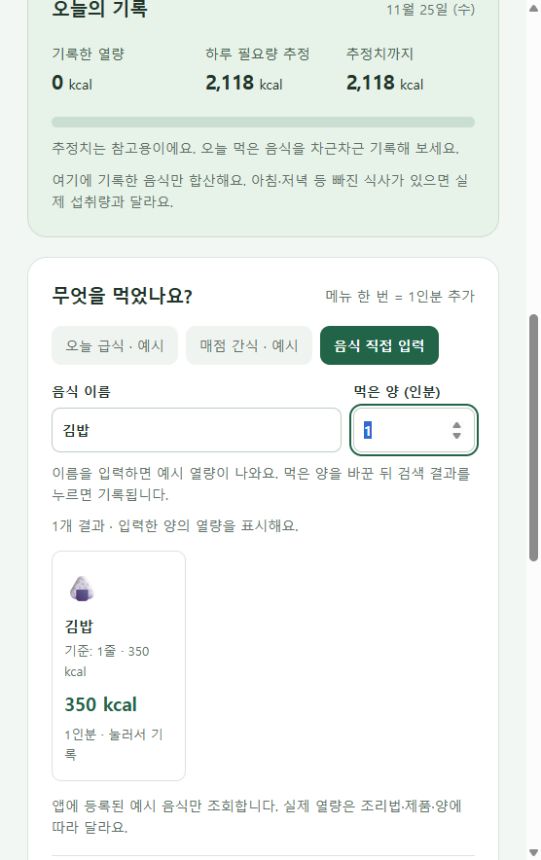 오늘의 기록
11월 25일 (수)
기록한 열량
하루 필요량 추정
추정치까지
0 kcal
2,118 kcal
2,118 kcal
추정치는 참고용이에요. 오늘 먹은 음식을 차근차근 기록해 보세요.
여기에 기록한 음식만 합산해요. 아침·저녁 등 빠진 식사가 있으면 실
제 섭취량과 달라요.
무엇을 먹었나요?
메뉴 한 번 = 1인분 추가
오늘 급식 · 예시
매점 간식 · 예시
음식 직접 입력
음식 이름
먹은 양 (인분)
김밥
1
이름을 입력하면 예시 열량이 나와요. 먹은 양을 바꾼 뒤 검색 결과를
누르면 기록됩니다.
1개 결과 · 입력한 양의 열량을 표시해요.
김밥
기준: 1줄 · 350
kcal
350 kcal
1인분 · 눌러서 기
록
앱에 등록된 예시 음식만 조회합니다. 실제 열량은 조리법·제품·양에
따라 달라요.